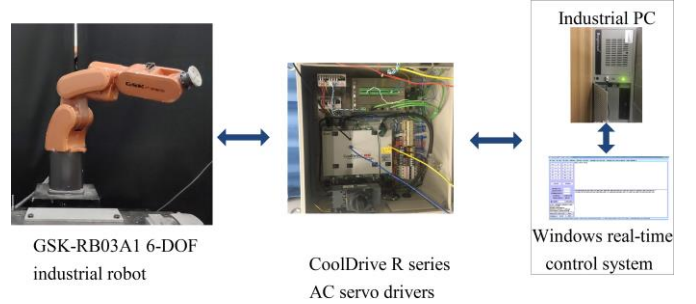 Industrial PC
GSK-RB03A1 6-DOF
industrial robot
CoolDrive R series
AC servo drivers
Windows real-time
control system